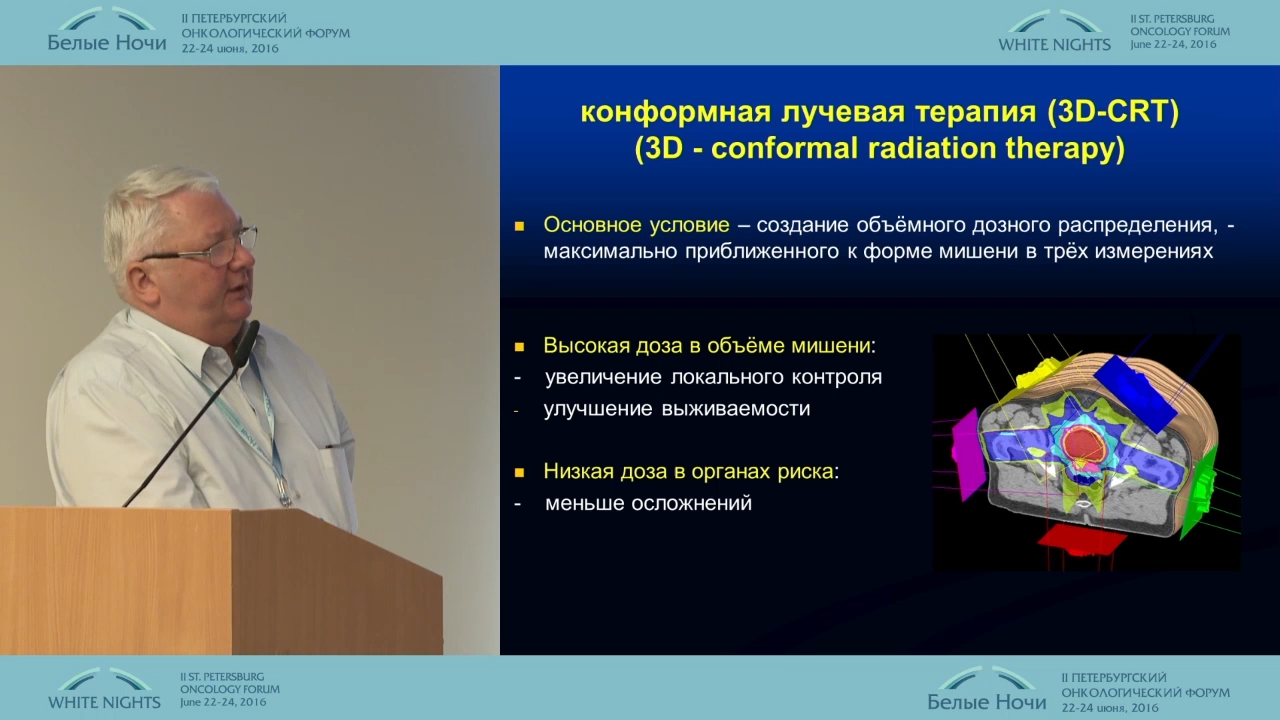 Белые Ночи
II ПЕТЕРБУРГСКИЙ
ОНКОЛОГИЧЕСКИЙ ФОРУМ
22-24 июня, 2016
WHITE NIGHTS
II ST. PETERSBURG
ONCOLOGY FORUM
June 22-24, 2016
конформная лучевая терапия (3D-CRT)
(3D - conformal radiation therapy)
Основное условие – создание объёмного дозного распределения, -
максимально приближенного к форме мишени в трёх измерениях
Высокая доза в объёме мишени:
- увеличение локального контроля
- улучшение выживаемости
Низкая доза в органах риска:
- меньше осложнений
WHITE NIGHTS
II ST. PETERSBURG
ONCOLOGY FORUM
June 22-24, 2016
Белые Ночи
II ПЕТЕРБУРГСКИЙ
ОНКОЛОГИЧЕСКИЙ ФОРУМ
22-24 июня, 2016